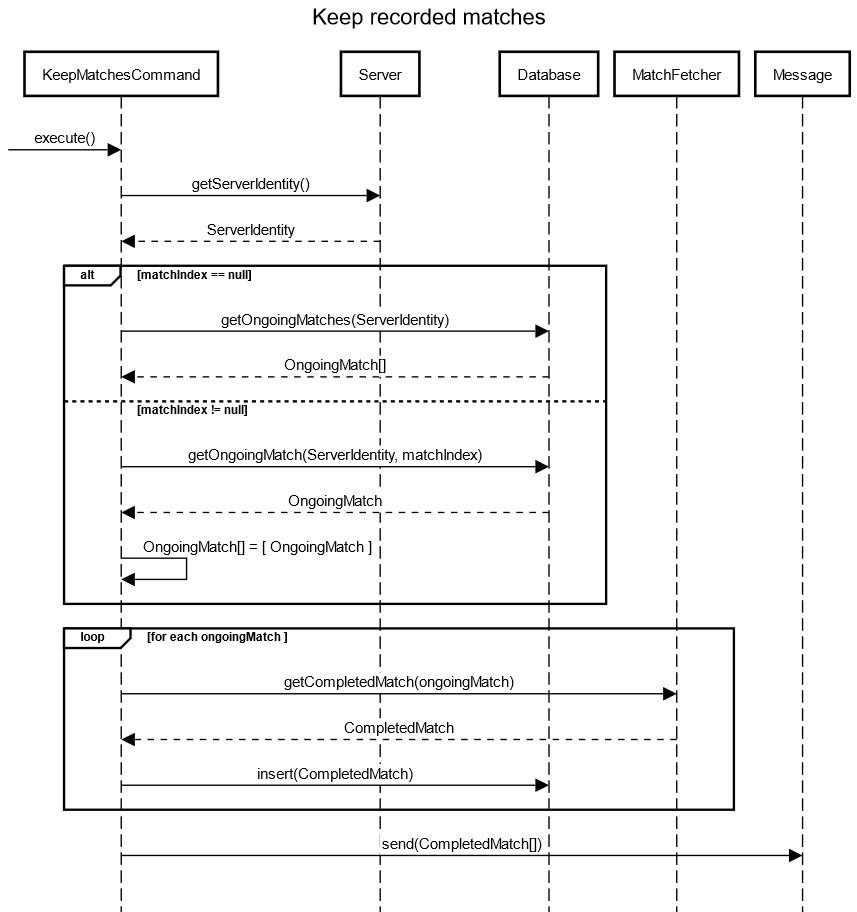 Keep recorded matches
KeepMatchesCommand
Server
Database
MatchFetcher
Message
execute()
getServerIdentity()
ServerIdentity
alt
[matchIndex == null]
getOngoingMatches(ServerIdentity)
OngoingMatch[]
[matchIndex != null]
getOngoingMatch(ServerIdentity, matchIndex)
OngoingMatch
OngoingMatch[] = [ OngoingMatch ]
loop
[for each ongoingMatch ]
getCompletedMatch(ongoingMatch)
CompletedMatch
insert(CompletedMatch)
send(CompletedMatch[])